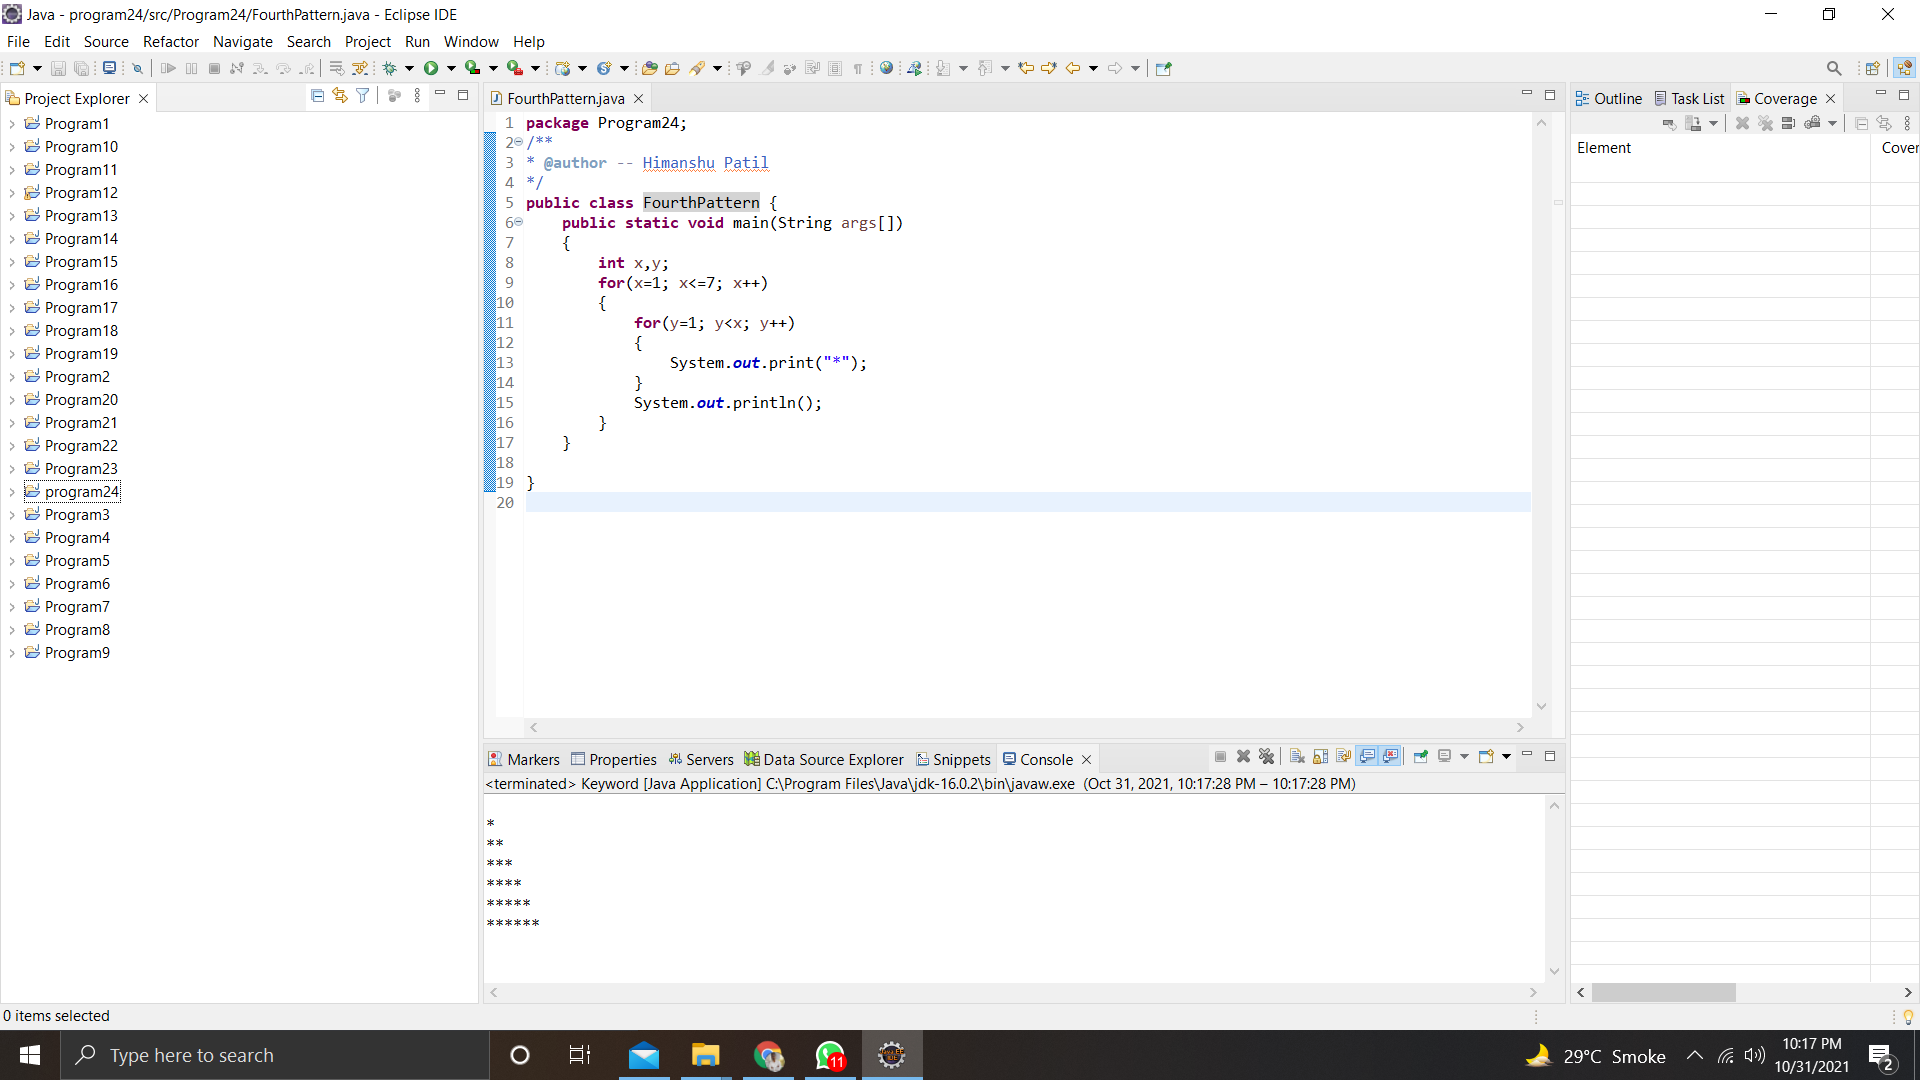 Java - program24/src/Program24/FourthPattern.java - Eclipse IDE
File Edit Source Refactor Navigate Search Project Run Window Help
Project Explorer
Program1
Program10
Program11
Program12
Program13
Program14
Program15
Program16
Program17
Program18
Program19
Program2
Program20
Program21
Program22
Program23
program24
Program3
Program4
Program5
Program6
Program7
Program8
Program9
FourthPattern.java
1 package Program24;
2 /**
3 * @author -- Himanshu Patil
4 */
5 public class FourthPattern {
6     public static void main(String args[])
7     {
8         int x,y;
9         for(x=1; x<=7; x++)
10         {
11             for(y=1; y<x; y++)
12             {
13                 System.out.print("*");
14             }
15             System.out.println();
16         }
17     }
18
19 }
20
Outline Task List Coverage
Element Cover
Markers Properties Servers Data Source Explorer Snippets Console
<terminated> Keyword [Java Application] C:\Program Files\Java\jdk-16.0.2\bin\javaw.exe (Oct 31, 2021, 10:17:28 PM – 10:17:28 PM)
*
**
***
****
*****
******
0 items selected
Type here to search
11
29°C Smoke
10:17 PM
10/31/2021
2